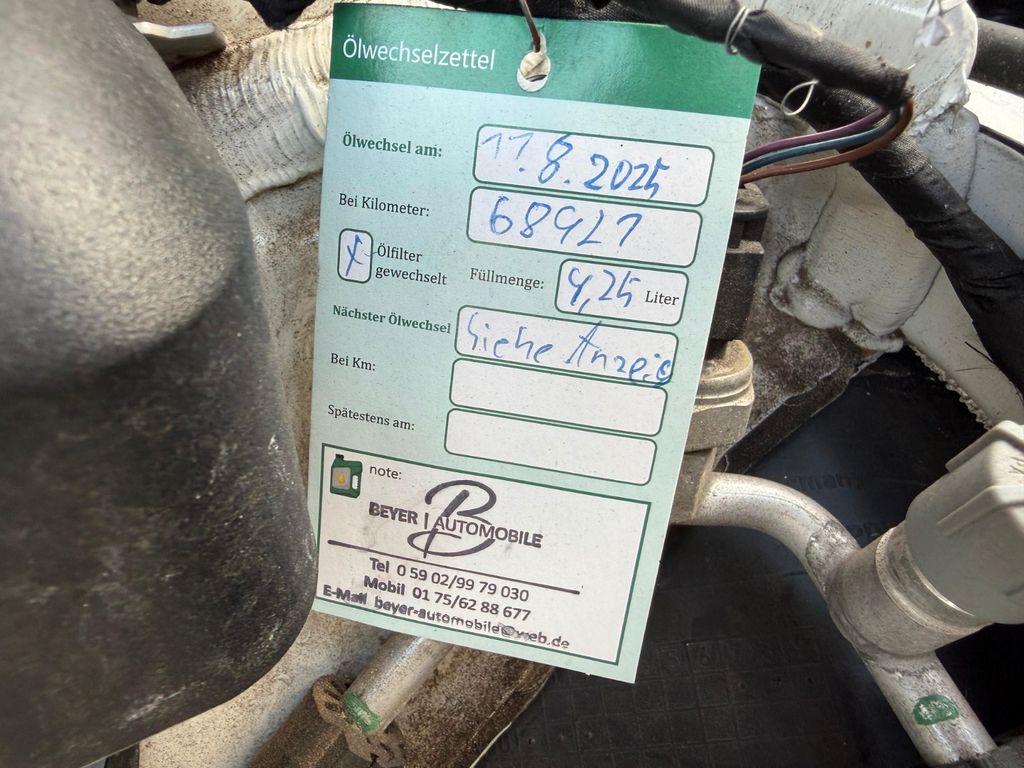 Ölwechselzettel
Ölwechsel am: 11.8.2025
Bei Kilometer: 68921
x Ölfilter gewechselt Füllmenge: 4,25 Liter
Nächster Ölwechsel siehe Anzeig
Bei Km:
Spätestens am:
note:
BEYER | AUTOMOBILE
B
Tel 0 59 02/99 79 030
Mobil 01 75/62 88 677
E-Mail beyer-automobile@web.de